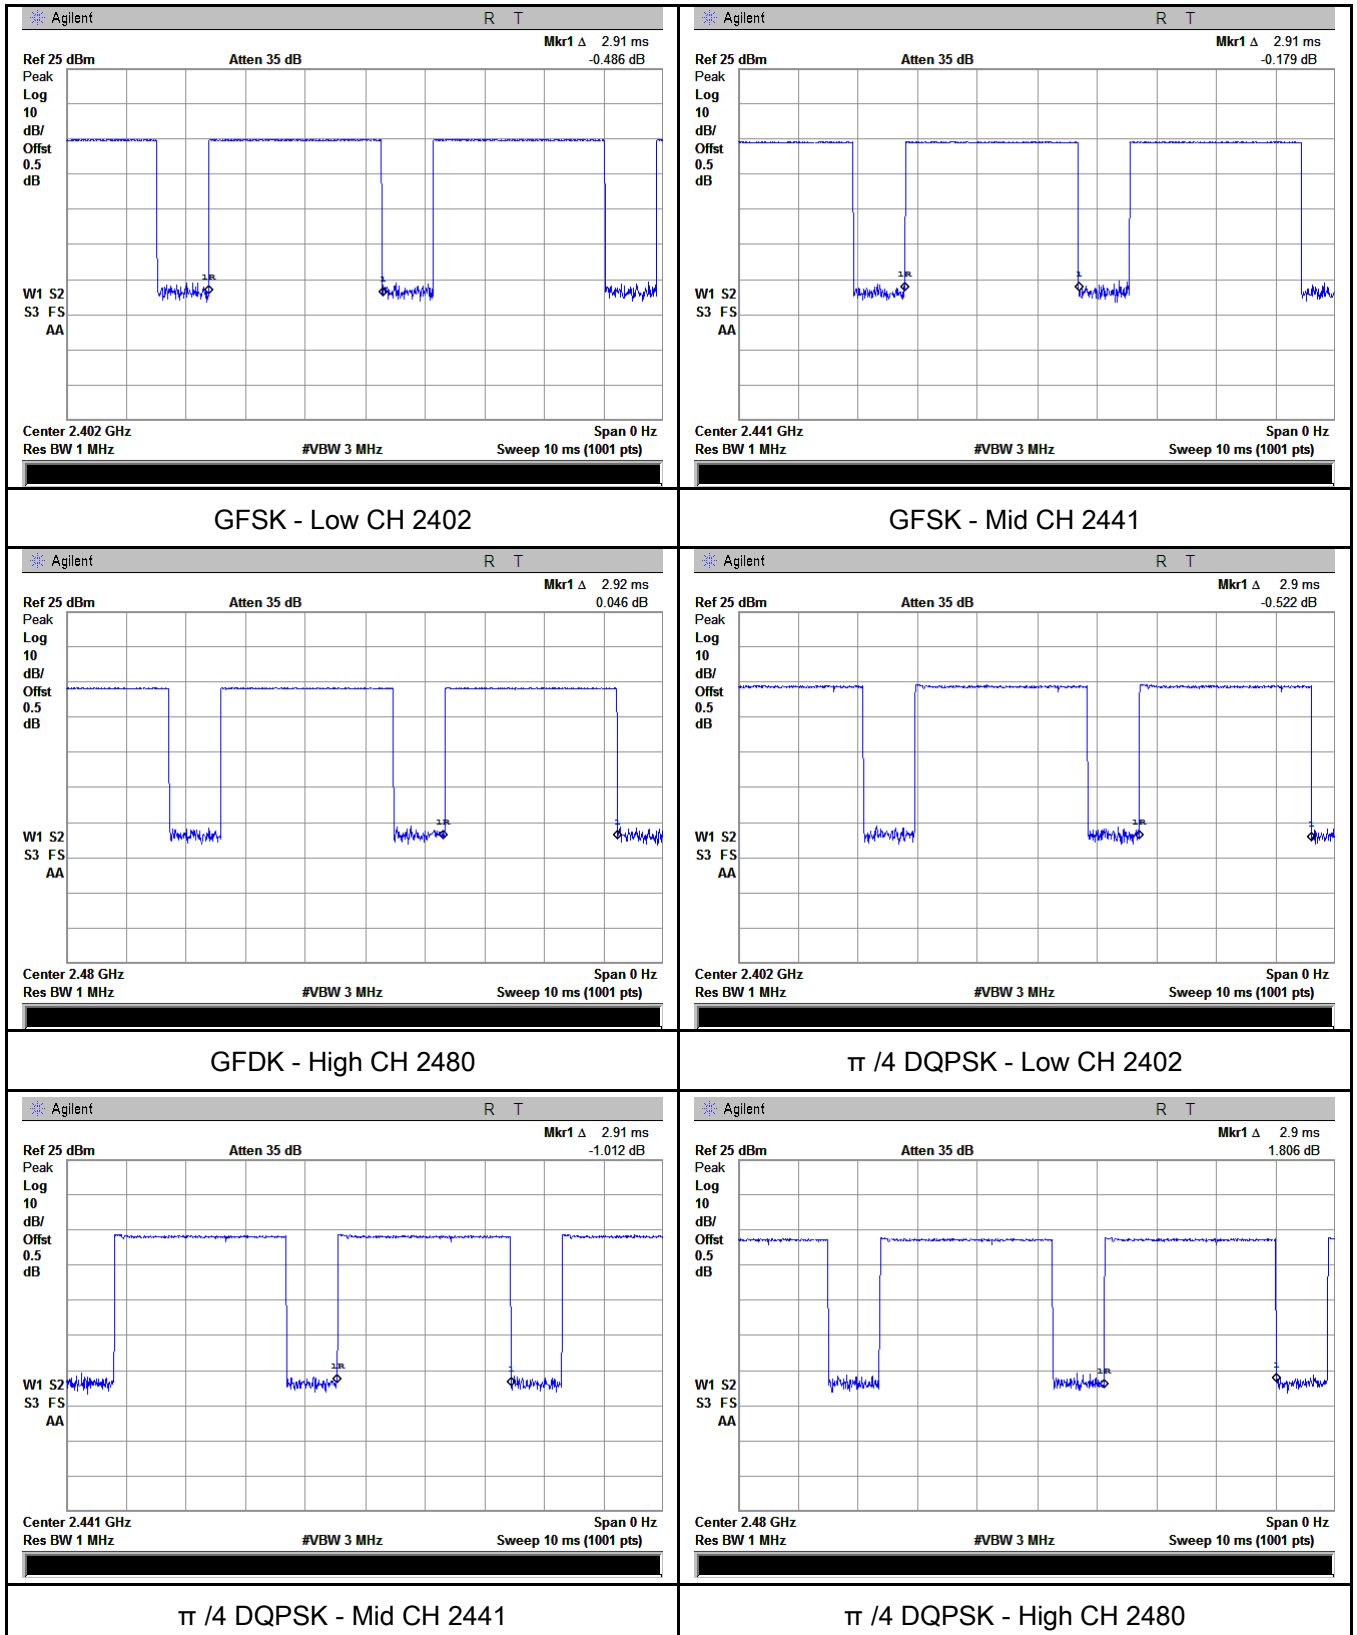 Agilent R T
Mkr1 Δ 2.91 ms
Ref 25 dBm Atten 35 dB -0.486 dB
Peak
Log
10
dB/
Offst
0.5
dB
1R
1
W1 S2
S3 FS
AA
Center 2.402 GHz Span 0 Hz
Res BW 1 MHz #VBW 3 MHz Sweep 10 ms (1001 pts)
GFSK - Low CH 2402
Agilent R T
Mkr1 Δ 2.91 ms
Ref 25 dBm Atten 35 dB -0.179 dB
Peak
Log
10
dB/
Offst
0.5
dB
1R
1
W1 S2
S3 FS
AA
Center 2.441 GHz Span 0 Hz
Res BW 1 MHz #VBW 3 MHz Sweep 10 ms (1001 pts)
GFSK - Mid CH 2441
Agilent R T
Mkr1 Δ 2.92 ms
Ref 25 dBm Atten 35 dB 0.046 dB
Peak
Log
10
dB/
Offst
0.5
dB
1R
1
W1 S2
S3 FS
AA
Center 2.48 GHz Span 0 Hz
Res BW 1 MHz #VBW 3 MHz Sweep 10 ms (1001 pts)
GFDK - High CH 2480
Agilent R T
Mkr1 Δ 2.9 ms
Ref 25 dBm Atten 35 dB -0.522 dB
Peak
Log
10
dB/
Offst
0.5
dB
1R
1
W1 S2
S3 FS
AA
Center 2.402 GHz Span 0 Hz
Res BW 1 MHz #VBW 3 MHz Sweep 10 ms (1001 pts)
π /4 DQPSK - Low CH 2402
Agilent R T
Mkr1 Δ 2.91 ms
Ref 25 dBm Atten 35 dB -1.012 dB
Peak
Log
10
dB/
Offst
0.5
dB
1R
1
W1 S2
S3 FS
AA
Center 2.441 GHz Span 0 Hz
Res BW 1 MHz #VBW 3 MHz Sweep 10 ms (1001 pts)
π /4 DQPSK - Mid CH 2441
Agilent R T
Mkr1 Δ 2.9 ms
Ref 25 dBm Atten 35 dB 1.806 dB
Peak
Log
10
dB/
Offst
0.5
dB
1R
1
W1 S2
S3 FS
AA
Center 2.48 GHz Span 0 Hz
Res BW 1 MHz #VBW 3 MHz Sweep 10 ms (1001 pts)
π /4 DQPSK - High CH 2480